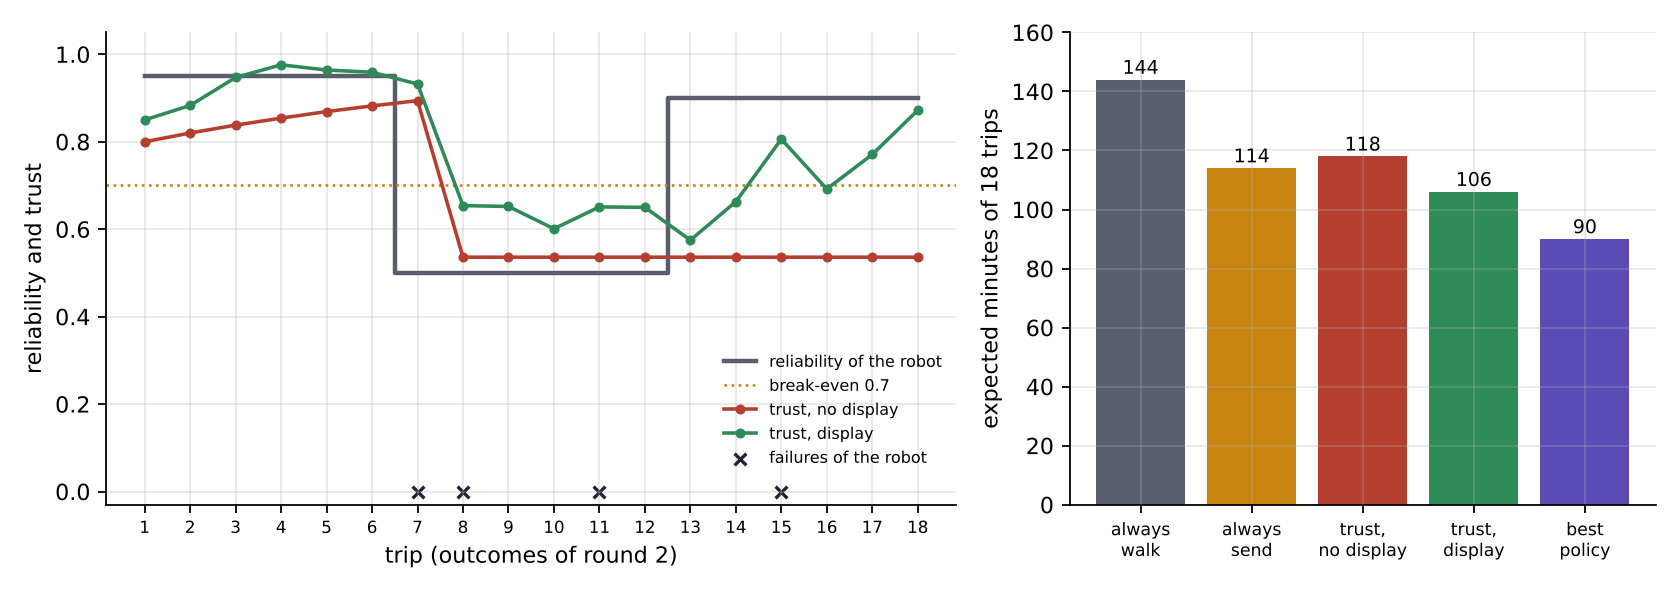 reliability and trust
1.0
0.8
0.6
0.4
0.2
0.0
reliability of the robot
break-even 0.7
trust, no display
trust, display
failures of the robot
1 2 3 4 5 6 7 8 9 10 11 12 13 14 15 16 17 18
trip (outcomes of round 2)
expected minutes of 18 trips
160
140
120
100
80
60
40
20
0
144
114
118
106
90
always
walk
always
send
trust,
no display
trust,
display
best
policy